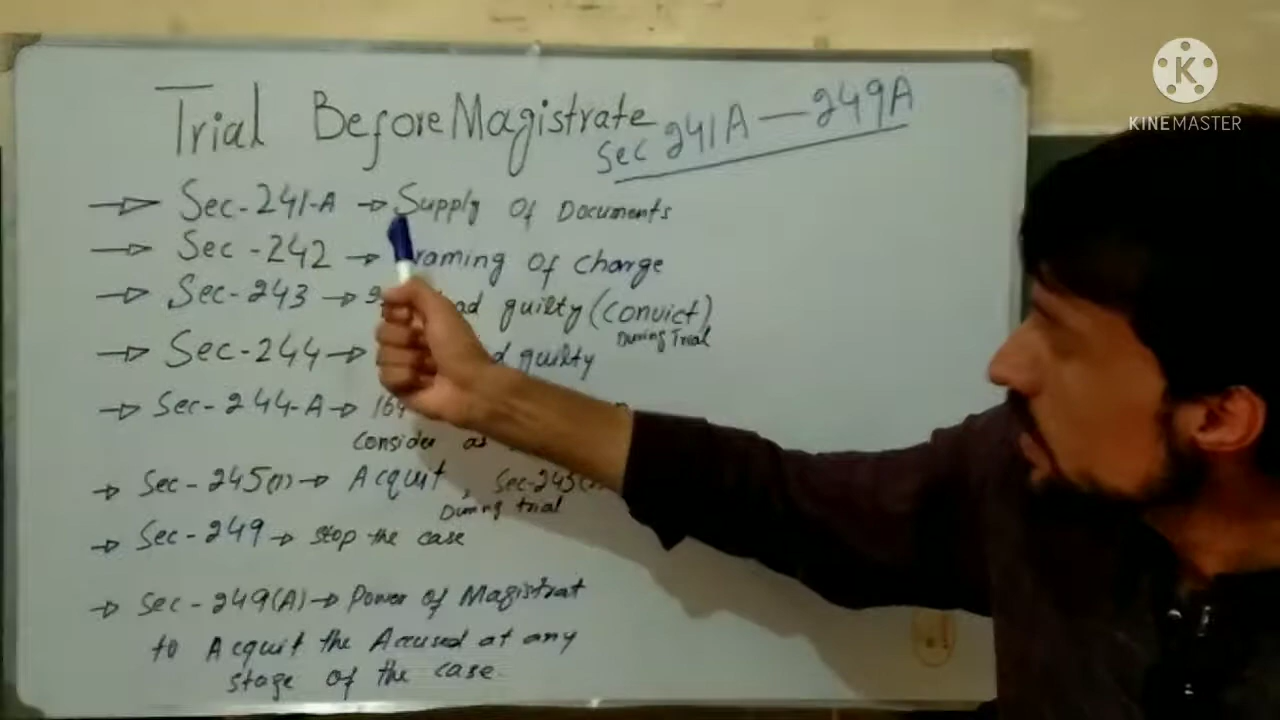 Trial Before Magistrate Sec 241A — 249A
→ Sec-241-A → Supply Of Documents
→ Sec-242 → raming Of charge
→ Sec-243 → guilty (Convict)
During Trial
→ Sec-244 → guilty
→ Sec-244-A → 164
Consider as
→ Sec-245(1) → Acquit, Sec-245
During trial
→ Sec-249 → Stop the case
→ Sec-249(A) → Power of Magistrat
to Acquit the Accused at any
stage of the case.
K
KINEMASTER